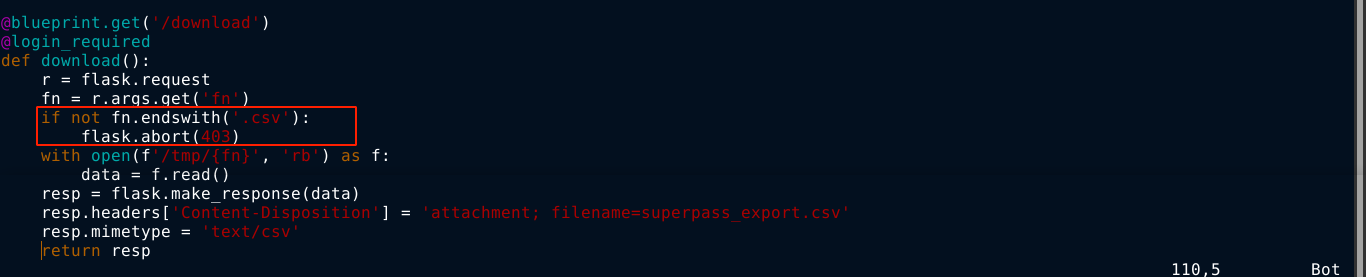 @blueprint.get('/download')
@login_required
def download():
    r = flask.request
    fn = r.args.get('fn')
    if not fn.endswith('.csv'):
        flask.abort(403)
    with open(f'/tmp/{fn}', 'rb') as f:
        data = f.read()
    resp = flask.make_response(data)
    resp.headers['Content-Disposition'] = 'attachment; filename=superpass_export.csv'
    resp.mimetype = 'text/csv'
    return resp
110,5 Bot